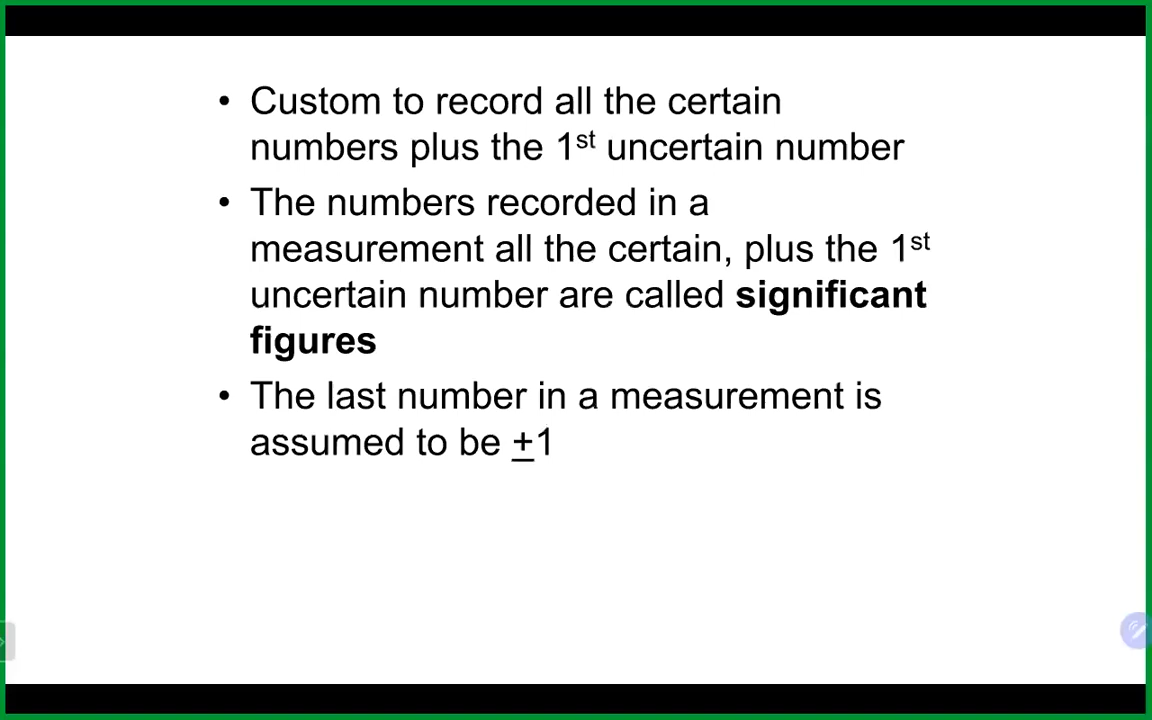 • Custom to record all the certain
numbers plus the 1st uncertain number
• The numbers recorded in a
measurement all the certain, plus the 1st
uncertain number are called significant
figures
• The last number in a measurement is
assumed to be ±1